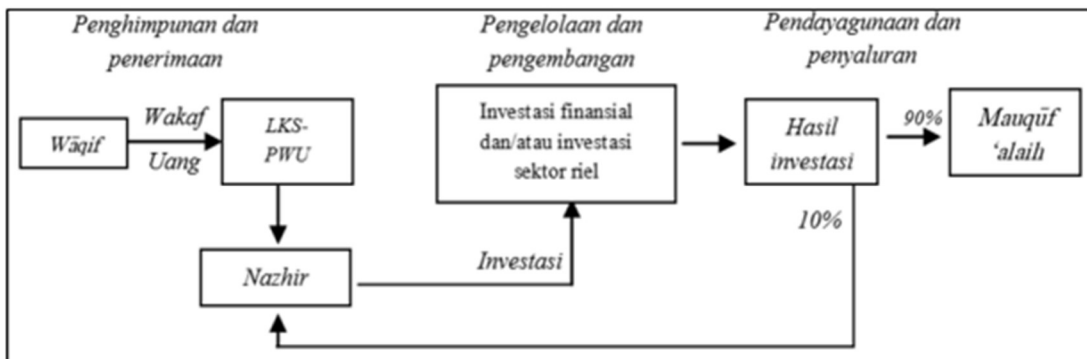 Penghimpunan dan
penerimaan
Pengelolaan dan
pengembangan
Pendayagunaan dan
penyaluran
Wāqif
Wakaf
Uang
LKS-
PWU
Investasi finansial
dan/atau investasi
sektor riel
Hasil
investasi
90%
Mauqūf
‘alaih
10%
Nazhir
Investasi